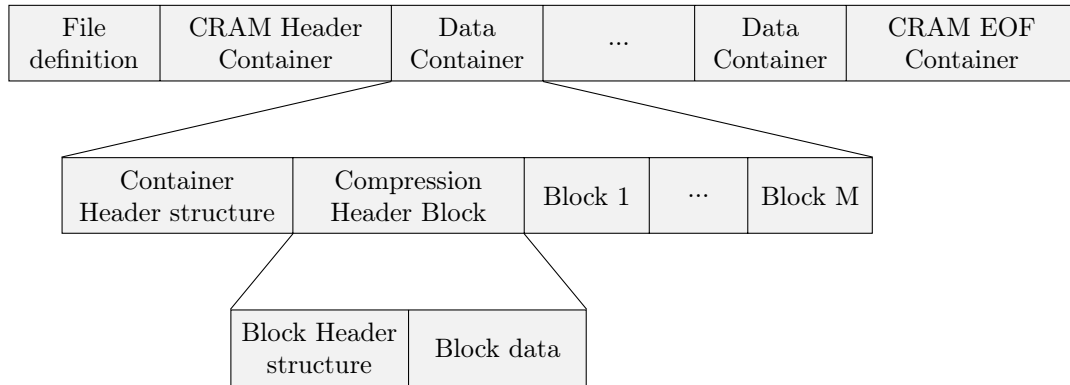 File
definition
CRAM Header
Container
Data
Container
...
Data
Container
CRAM EOF
Container
Container
Header structure
Compression
Header Block
Block 1
...
Block M
Block Header
structure
Block data